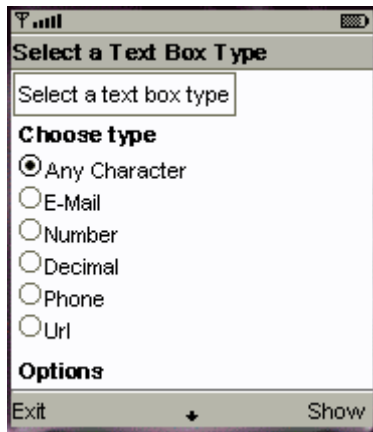 Select a Text Box Type
Select a text box type
Choose type
Any Character
E-Mail
Number
Decimal
Phone
Url
Options
Exit Show